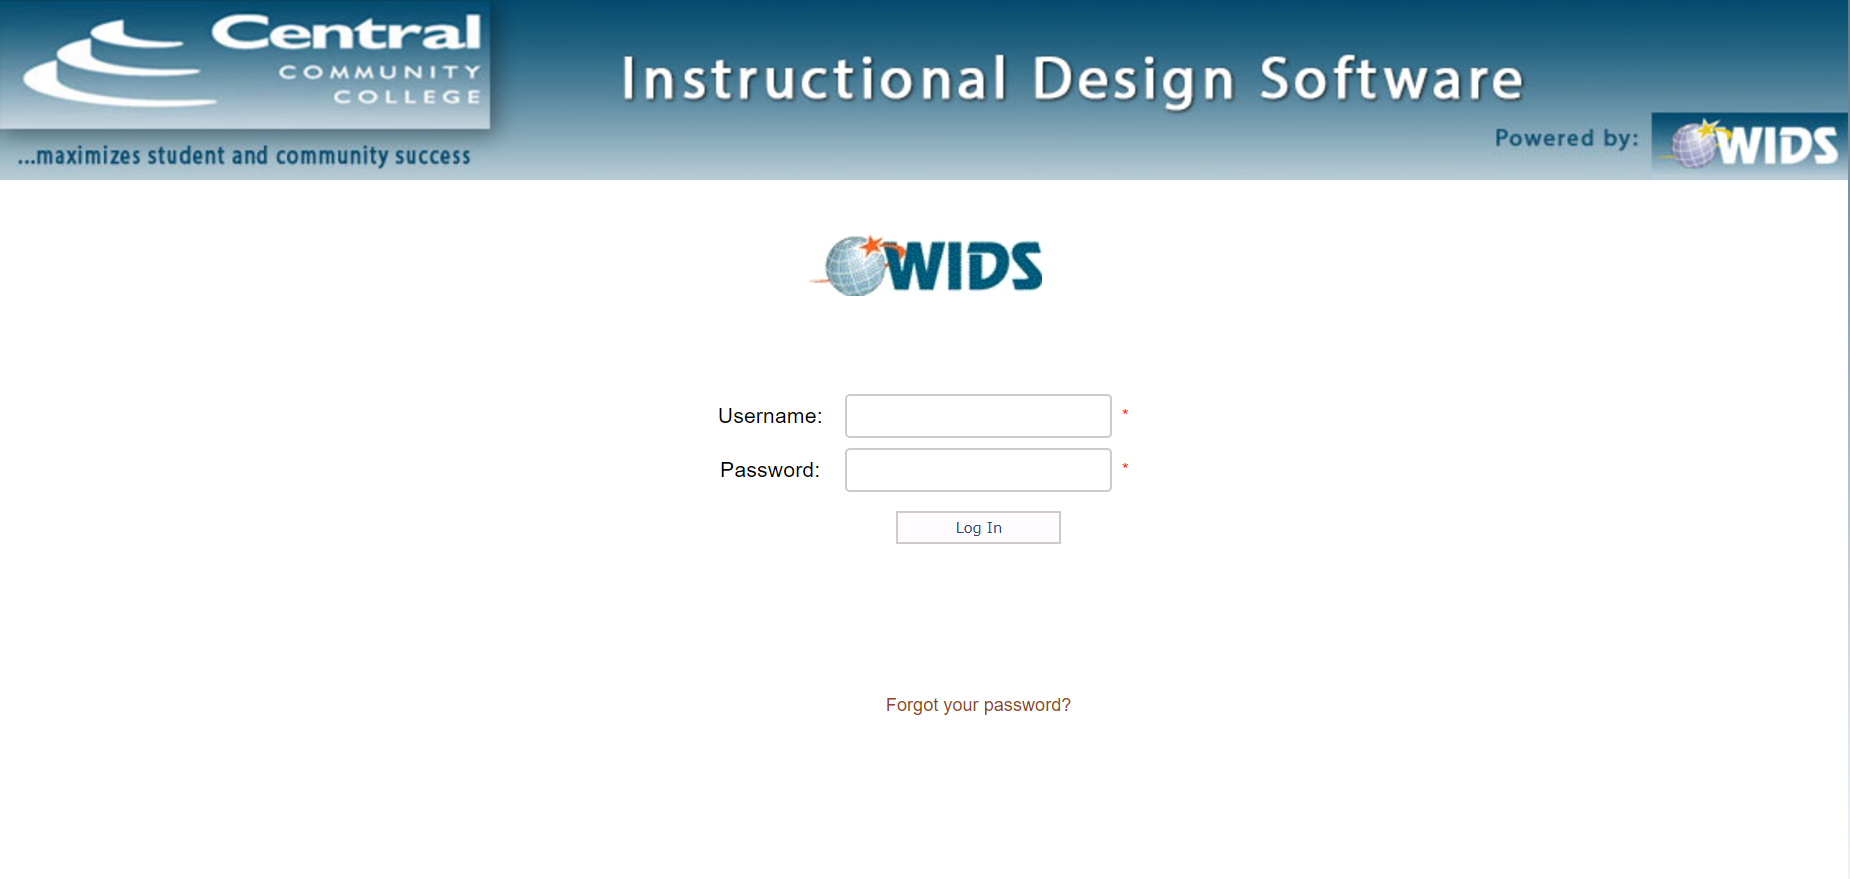 Central
COMMUNITY
COLLEGE
...maximizes student and community success
Instructional Design Software
Powered by: WIDS
WIDS
Username: *
Password: *
Log In
Forgot your password?